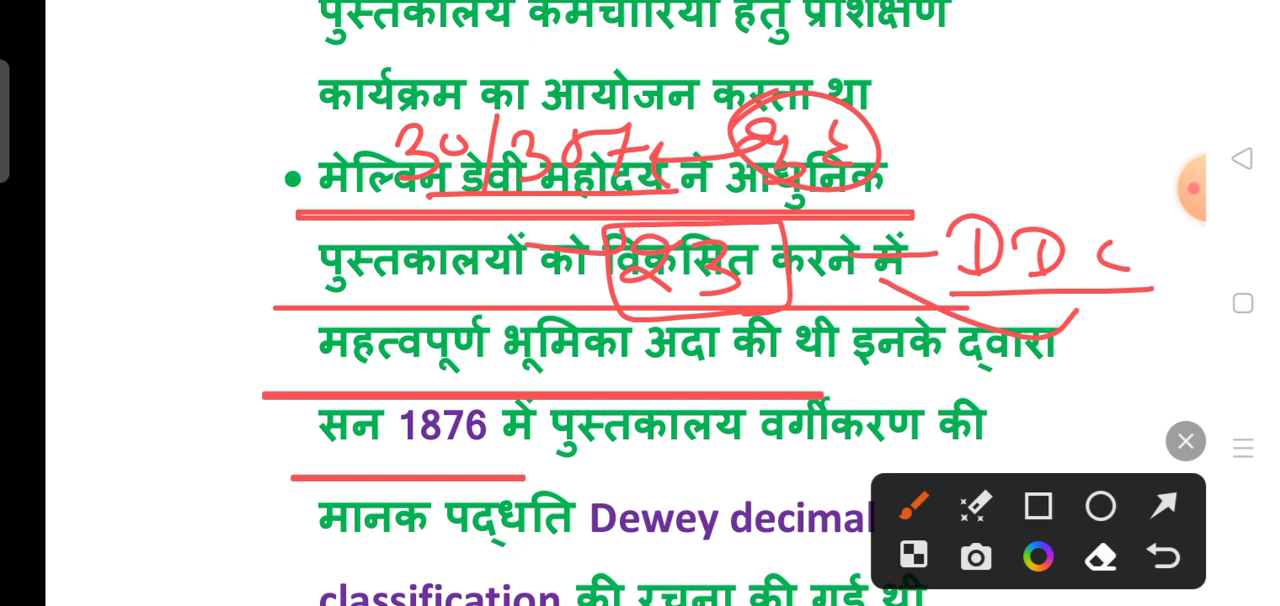 पुस्तकालय कर्मचारियों हेतु प्रशिक्षण
कार्यक्रम का आयोजन करता था
30/
• मेल्विन डेवी महोदय ने आधुनिक
पुस्तकालयों को विकसित करने में
23
DDC
महत्वपूर्ण भूमिका अदा की थी इनके द्वारा
सन 1876 में पुस्तकालय वर्गीकरण की
मानक पद्धति Dewey decimal
classification की रचना की गई थी